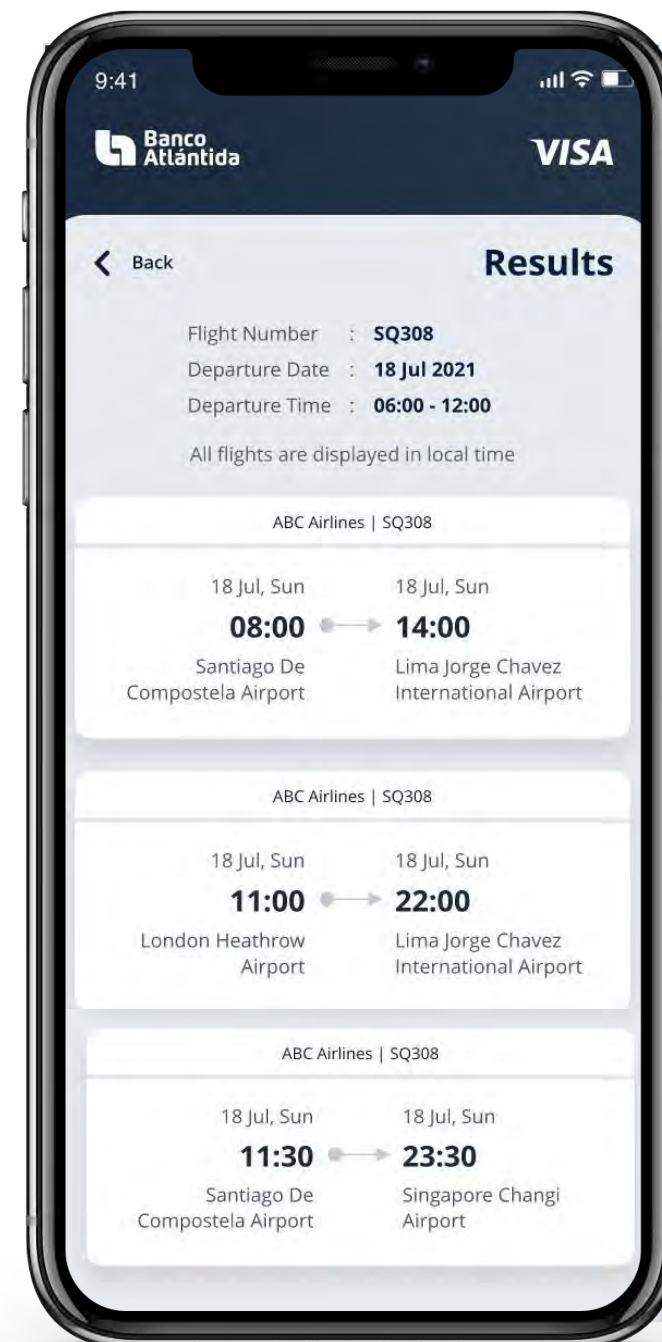 9:41
Banco
Atlántida
VISA
Back
Results
Flight Number : SQ308
Departure Date : 18 Jul 2021
Departure Time : 06:00 - 12:00
All flights are displayed in local time
ABC Airlines | SQ308
18 Jul, Sun 18 Jul, Sun
08:00 14:00
Santiago De Lima Jorge Chavez
Compostela Airport International Airport
ABC Airlines | SQ308
18 Jul, Sun 18 Jul, Sun
11:00 22:00
London Heathrow Lima Jorge Chavez
Airport International Airport
ABC Airlines | SQ308
18 Jul, Sun 18 Jul, Sun
11:30 23:30
Santiago De Singapore Changi
Compostela Airport Airport